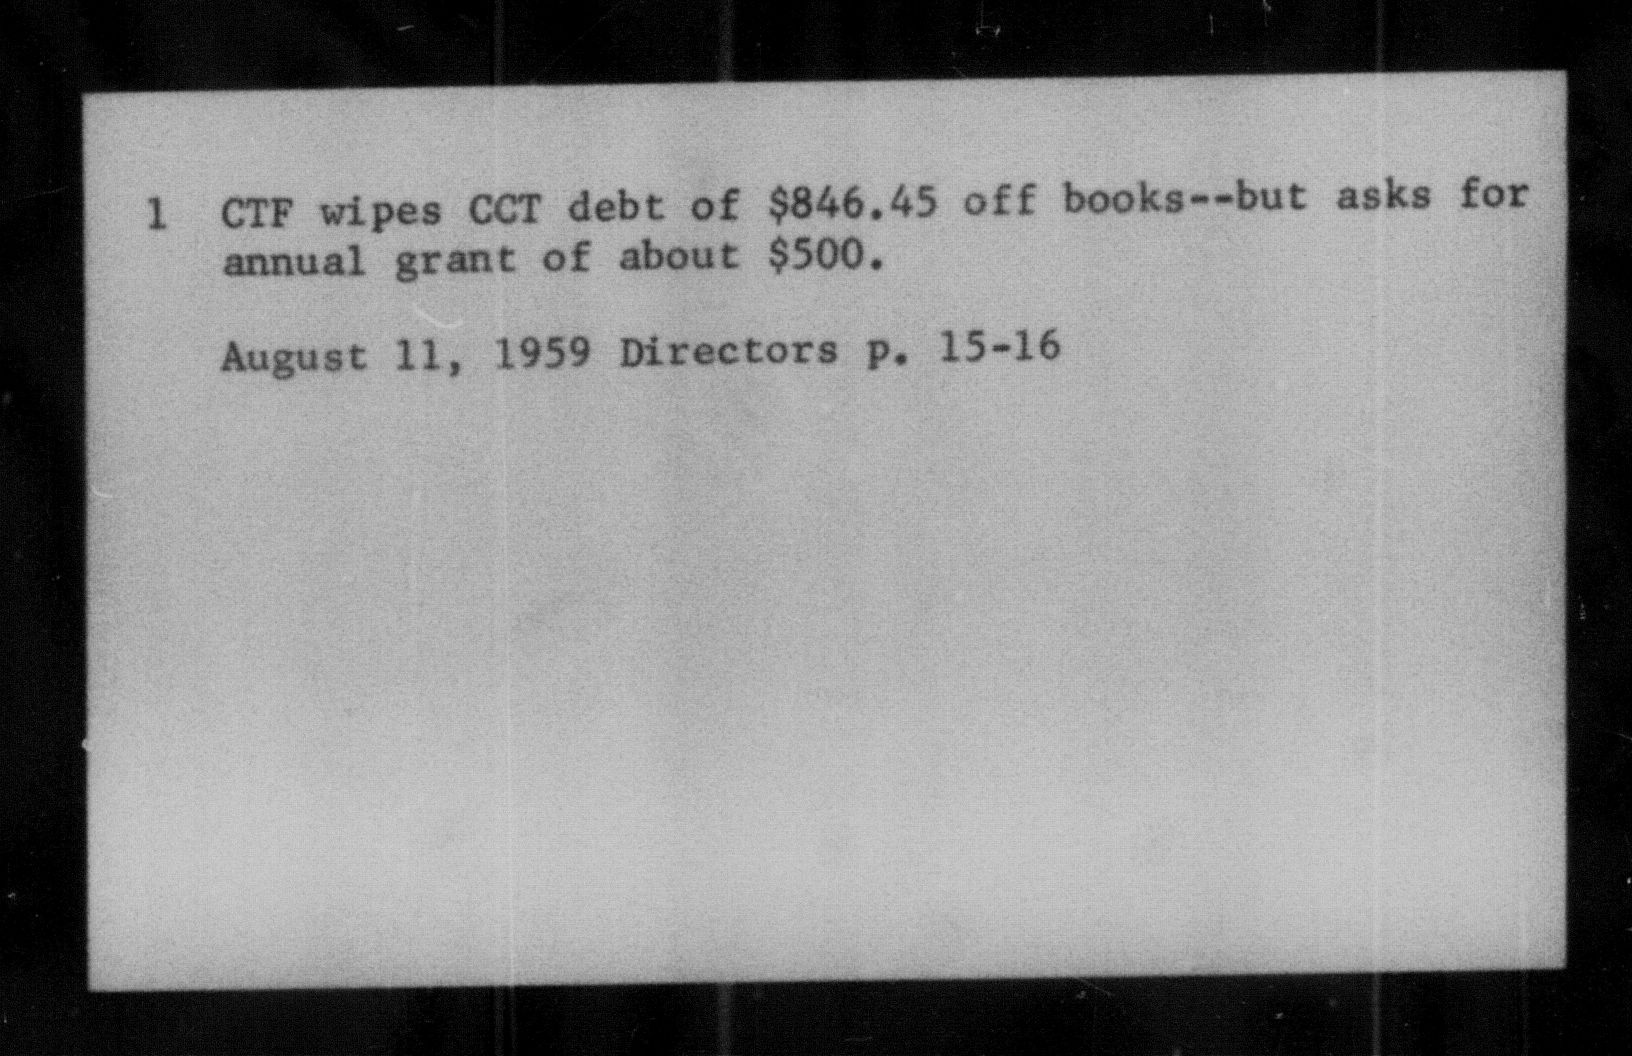 1 CTF wipes CCT debt of $846.45 off books--but asks for
annual grant of about $500.
August 11, 1959 Directors p. 15-16